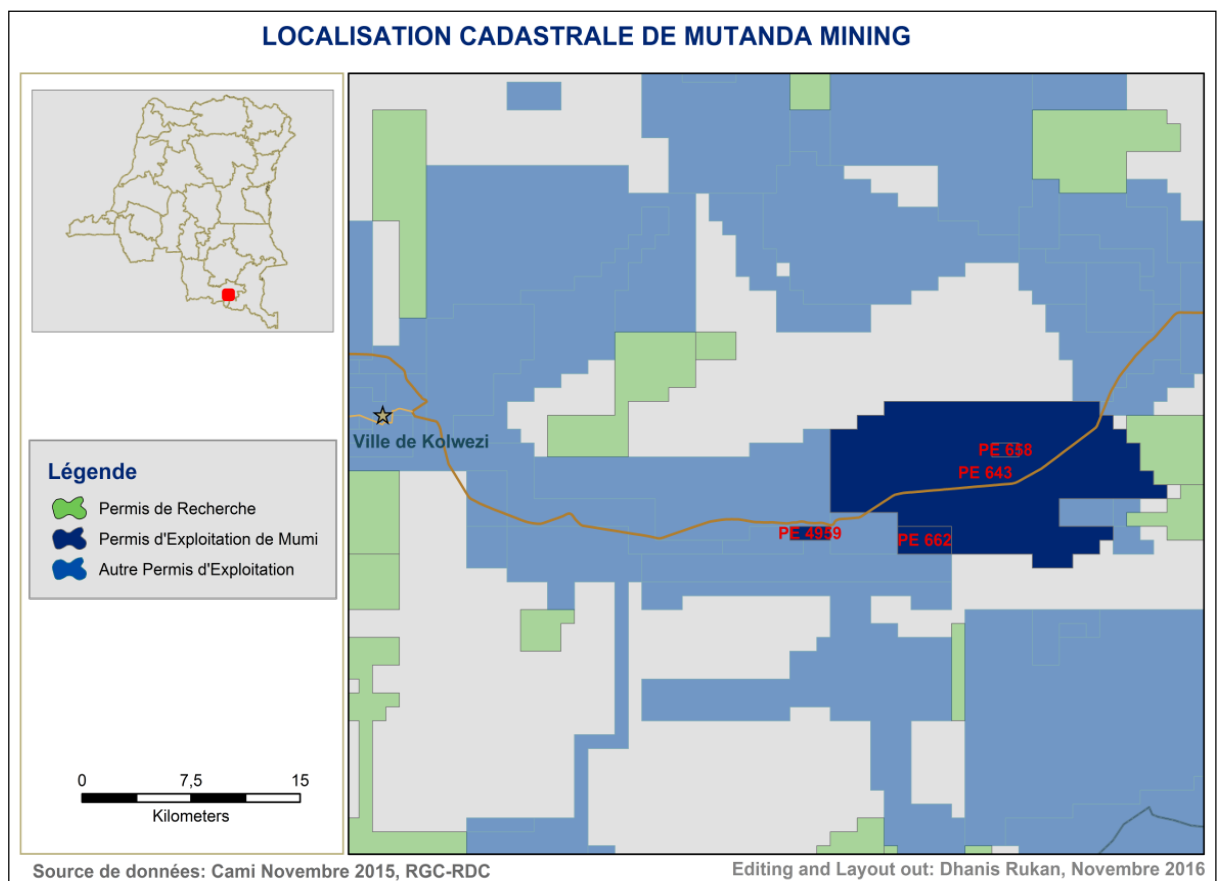 LOCALISATION CADASTRALE DE MUTANDA MINING
Ville de Kolwezi
PE 658
PE 643
PE 4959
PE 662
Légende
Permis de Recherche
Permis d'Exploitation de Mumi
Autre Permis d'Exploitation
0 7,5 15
Kilometers
Source de données: Cami Novembre 2015, RGC-RDC
Editing and Layout out: Dhanis Rukan, Novembre 2016